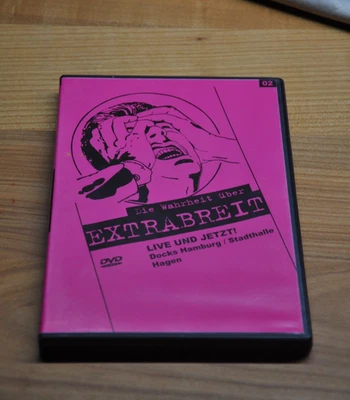 02
Die Wahrheit über
EXTRABREIT
LIVE UND JETZT!
Docks Hamburg / Stadthalle
Hagen
DVD